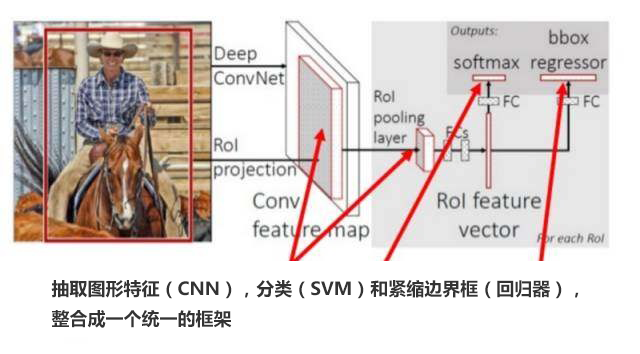 Outputs:
bbox
softmax regressor
Deep
ConvNet
FC FC
RoI
pooling
layer
FCs
RoI
projection
Conv
feature map
RoI feature
vector
For each RoI
抽取图形特征（CNN），分类（SVM）和紧缩边界框（回归器），
整合成一个统一的框架